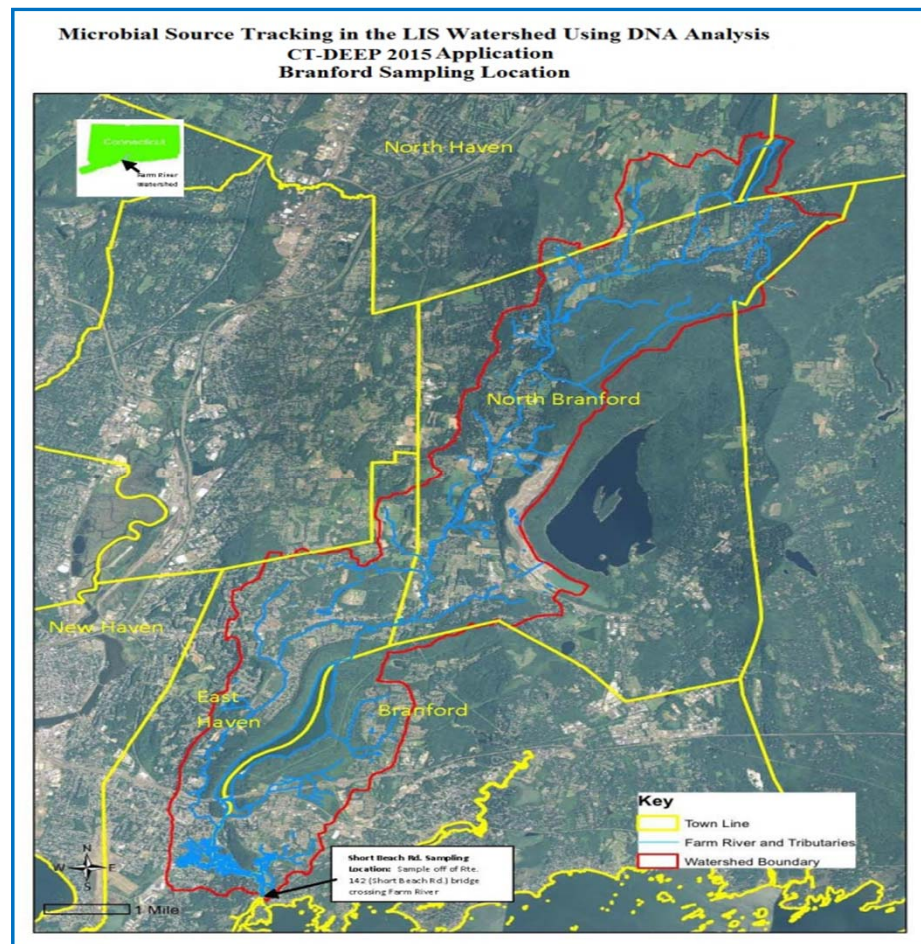 Microbial Source Tracking in the LIS Watershed Using DNA Analysis
CT-DEEP 2015 Application
Branford Sampling Location
Connecticut
Farm River
Watershed
North Haven
North Branford
New Haven
East
Haven
Branford
Key
Town Line
Farm River and Tributaries
Watershed Boundary
N
W E
S
1 Mile
Short Beach Rd. Sampling
Location: Sample off of Rte.
142 (Short Beach Rd.) bridge
crossing Farm River